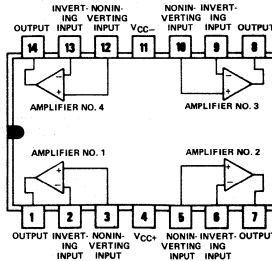 INVERT- NONIN-
ING VERTING
OUTPUT INPUT INPUT VCC−
14 13 12 11
NONIN- INVERT-
VERTING ING
INPUT INPUT OUTPUT
10 9 8
− +
AMPLIFIER NO. 4
− +
AMPLIFIER NO. 3
AMPLIFIER NO. 1
+ −
AMPLIFIER NO. 2
+ −
1 2 3 4 5 6 7
OUTPUT INVERT- NONIN- VCC+ NONIN- INVERT- OUTPUT
ING VERTING VERTING ING
INPUT INPUT INPUT INPUT